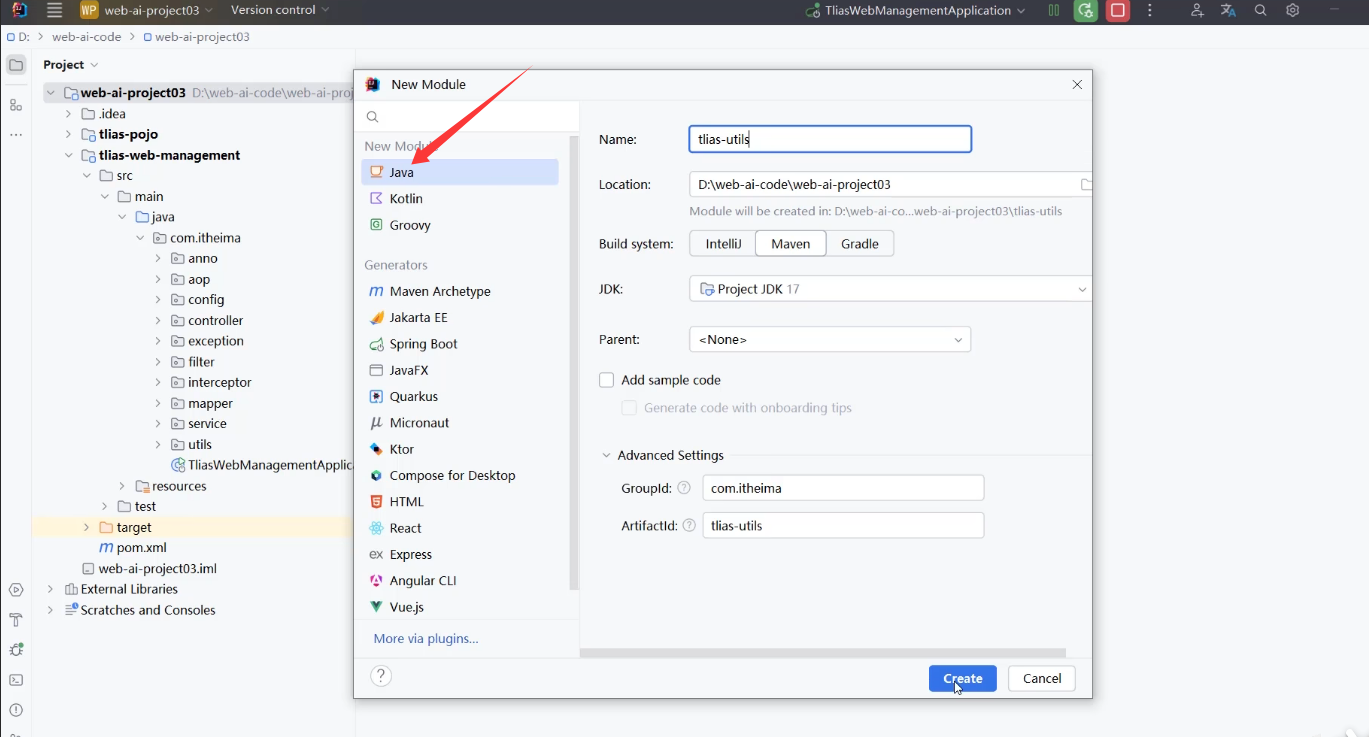 WP web-ai-project03 Version control TliasWebManagementApplication
D: web-ai-code web-ai-project03
Project
web-ai-project03 D:\web-ai-code\web-ai-proj
.idea
tlias-pojo
tlias-web-management
src
main
java
com.itheima
anno
aop
config
controller
exception
filter
interceptor
mapper
service
utils
TliasWebManagementApplic
resources
test
target
pom.xml
web-ai-project03.iml
External Libraries
Scratches and Consoles
New Module
New Modu
Java
Kotlin
Groovy
Generators
Maven Archetype
Jakarta EE
Spring Boot
JavaFX
Quarkus
Micronaut
Ktor
Compose for Desktop
HTML
React
ex Express
Angular CLI
Vue.js
More via plugins...
Name: tlias-utils
Location: D:\web-ai-code\web-ai-project03
Module will be created in: D:\web-ai-co...web-ai-project03\tlias-utils
Build system: IntelliJ Maven Gradle
JDK: Project JDK 17
Parent: <None>
Add sample code
Generate code with onboarding tips
Advanced Settings
GroupId: ? com.itheima
ArtifactId: ? tlias-utils
? Create Cancel